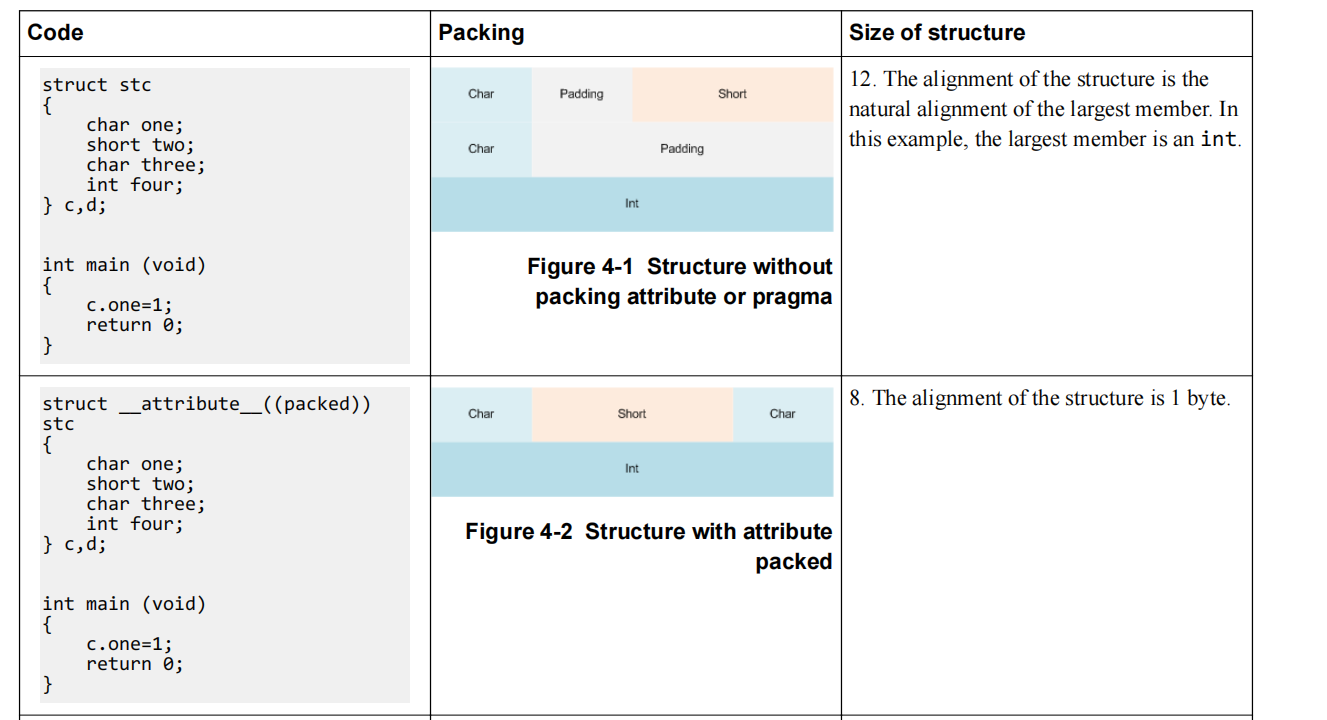 Code
Packing
Size of structure
struct stc
{
    char one;
    short two;
    char three;
    int four;
} c,d;
int main (void)
{
    c.one=1;
    return 0;
}
Char
Padding
Short
Char
Padding
Int
Figure 4-1  Structure without
packing attribute or pragma
12. The alignment of the structure is the
natural alignment of the largest member. In
this example, the largest member is an int.
struct __attribute__((packed))
stc
{
    char one;
    short two;
    char three;
    int four;
} c,d;
int main (void)
{
    c.one=1;
    return 0;
}
Char
Short
Char
Int
Figure 4-2  Structure with attribute
packed
8. The alignment of the structure is 1 byte.